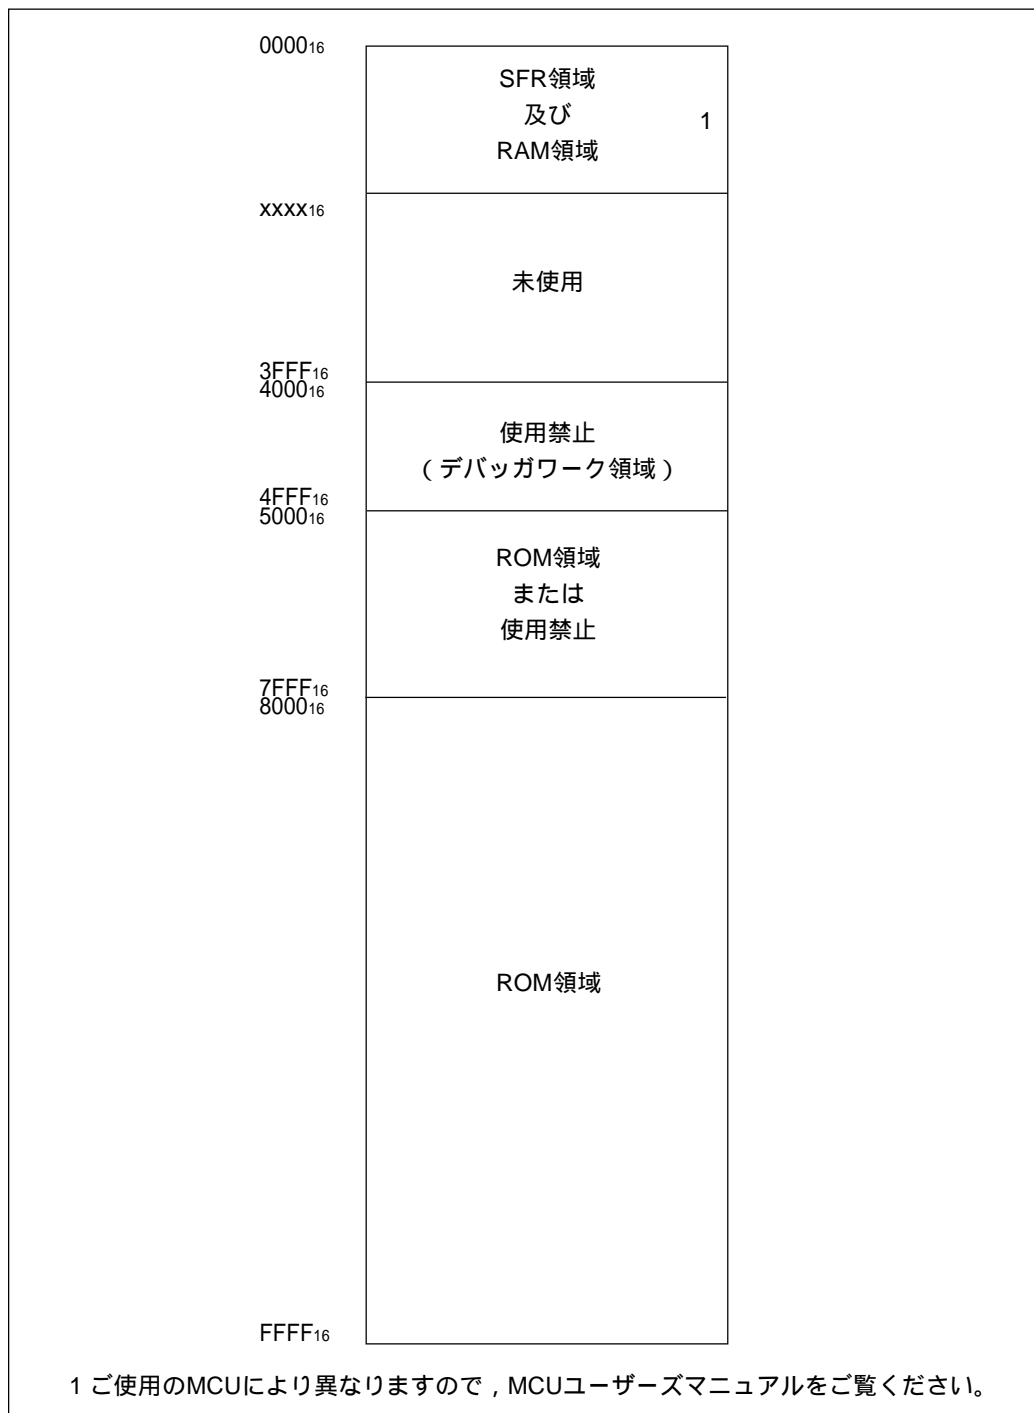 0000₁₆
SFR領域
及び
RAM領域
1
xxxx₁₆
未使用
3FFF₁₆
4000₁₆
使用禁止
(デバッガワーク領域)
4FFF₁₆
5000₁₆
ROM領域
または
使用禁止
7FFF₁₆
8000₁₆
ROM領域
FFFF₁₆
1 ご使用のMCUにより異なりますので，MCUユーザーズマニュアルをご覧ください。